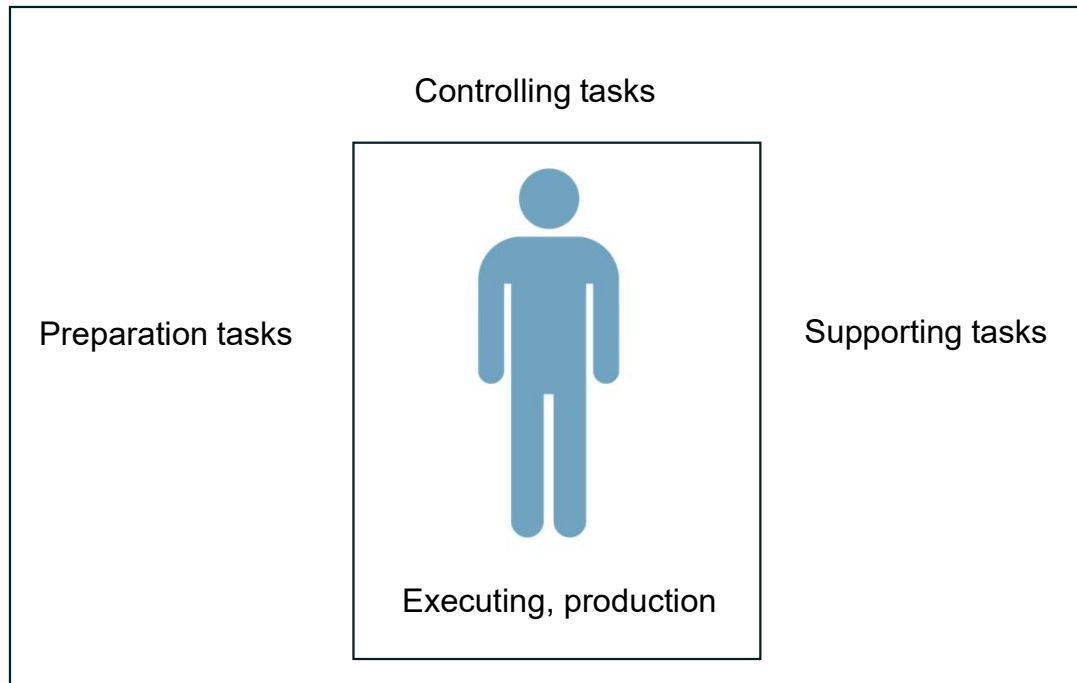 Controlling tasks
Preparation tasks
Supporting tasks
Executing, production